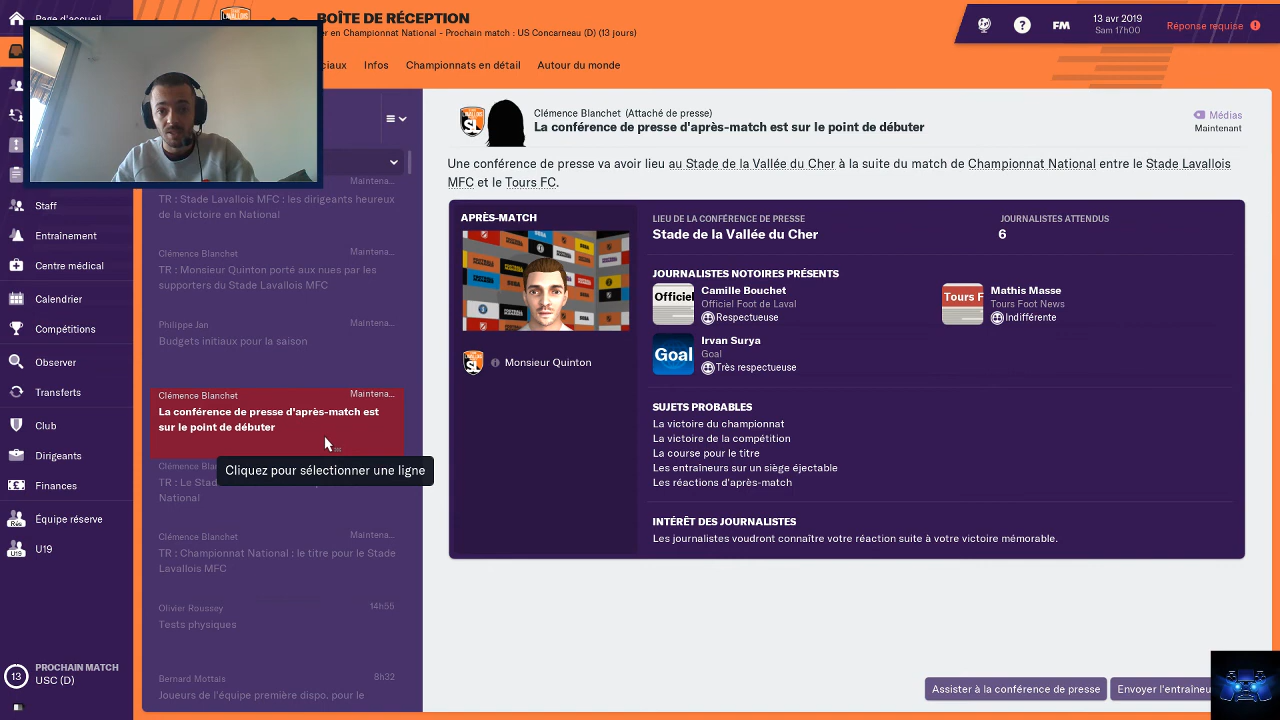 Page d'accueil
BOÎTE DE RÉCEPTION
er en Championnat National - Prochain match : US Concarneau (D) (13 jours)
FM
13 avr 2019
Sam 17h00
Réponse requise
ciaux
Infos
Championnats en détail
Autour du monde
Staff
Entraînement
Centre médical
Calendrier
Compétitions
Observer
Transferts
Club
Dirigeants
Finances
Rés
Équipe réserve
U19
U19
13
PROCHAIN MATCH
USC (D)
Maintena...
TR : Stade Lavallois MFC : les dirigeants heureux
de la victoire en National
Clémence Blanchet
Maintena...
TR : Monsieur Quinton porté aux nues par les
supporters du Stade Lavallois MFC
Philippe Jan
Maintena...
Budgets initiaux pour la saison
Clémence Blanchet
Maintena...
La conférence de presse d'après-match est
sur le point de débuter
Cliquez pour sélectionner une ligne
Clémence Bla
TR : Le Stad
National
Clémence Blanchet
Maintena...
TR : Championnat National : le titre pour le Stade
Lavallois MFC
Olivier Roussey
14h55
Tests physiques
Bernard Mottais
8h32
Joueurs de l'équipe première dispo. pour le
SL
Clémence Blanchet (Attaché de presse)
La conférence de presse d'après-match est sur le point de débuter
Médias
Maintenant
Une conférence de presse va avoir lieu au Stade de la Vallée du Cher à la suite du match de Championnat National entre le Stade Lavallois
MFC et le Tours FC.
APRÈS-MATCH
SL
Monsieur Quinton
LIEU DE LA CONFÉRENCE DE PRESSE
Stade de la Vallée du Cher
JOURNALISTES ATTENDUS
6
JOURNALISTES NOTOIRES PRÉSENTS
Officiel
Camille Bouchet
Officiel Foot de Laval
Respectueuse
Tours F
Mathis Masse
Tours Foot News
Indifférente
Goal
Irvan Surya
Goal
Très respectueuse
SUJETS PROBABLES
La victoire du championnat
La victoire de la compétition
La course pour le titre
Les entraîneurs sur un siège éjectable
Les réactions d'après-match
INTÉRÊT DES JOURNALISTES
Les journalistes voudront connaître votre réaction suite à votre victoire mémorable.
Assister à la conférence de presse
Envoyer l'entraîneu